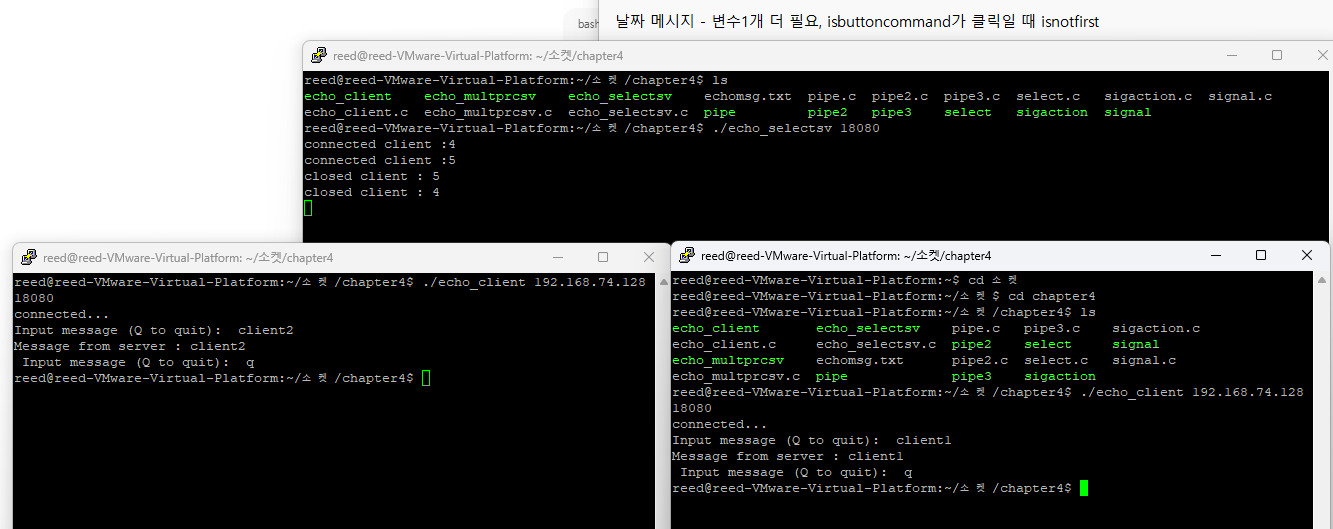 날짜 메시지 - 변수1개 더 필요, isbuttoncommand가 클릭일 때 isnotfirst
bash
reed@reed-VMware-Virtual-Platform: ~/소켓/chapter4
reed@reed-VMware-Virtual-Platform:~/소켓/chapter4$ ls
echo_client echo_multprcsv echo_selectsv echomsg.txt pipe.c pipe2.c pipe3.c select.c sigaction.c signal.c
echo_client.c echo_multprcsv.c echo_selectsv.c pipe pipe2 pipe3 select sigaction signal
reed@reed-VMware-Virtual-Platform:~/소켓/chapter4$ ./echo_selectsv 18080
connected client :4
connected client :5
closed client : 5
closed client : 4
reed@reed-VMware-Virtual-Platform: ~/소켓/chapter4
reed@reed-VMware-Virtual-Platform:~/소켓/chapter4$ ./echo_client 192.168.74.128
18080
connected...
Input message (Q to quit): client2
Message from server : client2
Input message (Q to quit): q
reed@reed-VMware-Virtual-Platform:~/소켓/chapter4$
reed@reed-VMware-Virtual-Platform: ~/소켓/chapter4
reed@reed-VMware-Virtual-Platform:~$ cd 소켓
reed@reed-VMware-Virtual-Platform:~/소켓$ cd chapter4
reed@reed-VMware-Virtual-Platform:~/소켓/chapter4$ ls
echo_client echo_selectsv pipe.c pipe3.c sigaction.c
echo_client.c echo_selectsv.c pipe2 select signal
echo_multprcsv echomsg.txt pipe2.c select.c signal.c
echo_multprcsv.c pipe pipe3 sigaction
reed@reed-VMware-Virtual-Platform:~/소켓/chapter4$ ./echo_client 192.168.74.128
18080
connected...
Input message (Q to quit): client1
Message from server : client1
Input message (Q to quit): q
reed@reed-VMware-Virtual-Platform:~/소켓/chapter4$